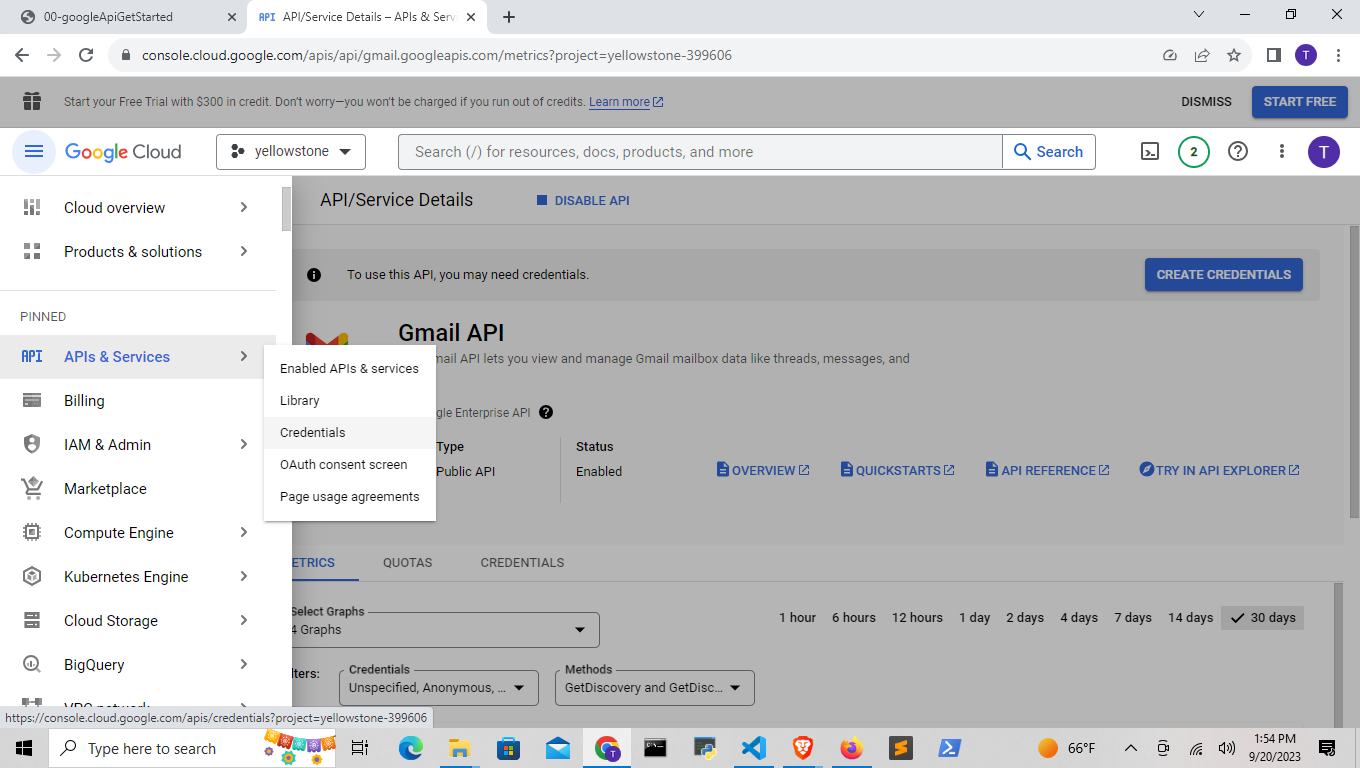 00-googleApiGetStarted
API API/Service Details – APIs & Serv
console.cloud.google.com/apis/api/gmail.googleapis.com/metrics?project=yellowstone-399606
T
Start your Free Trial with $300 in credit. Don't worry—you won't be charged if you run out of credits. Learn more
DISMISS
START FREE
Google Cloud
yellowstone
Search (/) for resources, docs, products, and more
Search
2
T
Cloud overview
Products & solutions
PINNED
API APIs & Services
Billing
IAM & Admin
Marketplace
Compute Engine
Kubernetes Engine
Cloud Storage
BigQuery
VPC network
Enabled APIs & services
Library
Credentials
OAuth consent screen
Page usage agreements
API/Service Details
DISABLE API
To use this API, you may need credentials.
CREATE CREDENTIALS
Gmail API
mail API lets you view and manage Gmail mailbox data like threads, messages, and
gle Enterprise API
Type
Public API
Status
Enabled
OVERVIEW
QUICKSTARTS
API REFERENCE
TRY IN API EXPLORER
ETRICS
QUOTAS
CREDENTIALS
Select Graphs
4 Graphs
1 hour 6 hours 12 hours 1 day 2 days 4 days 7 days 14 days 30 days
lters:
Credentials
Unspecified, Anonymous, ...
Methods
GetDiscovery and GetDisc...
https://console.cloud.google.com/apis/credentials?project=yellowstone-399606
Type here to search
T
66°F
1:54 PM
9/20/2023